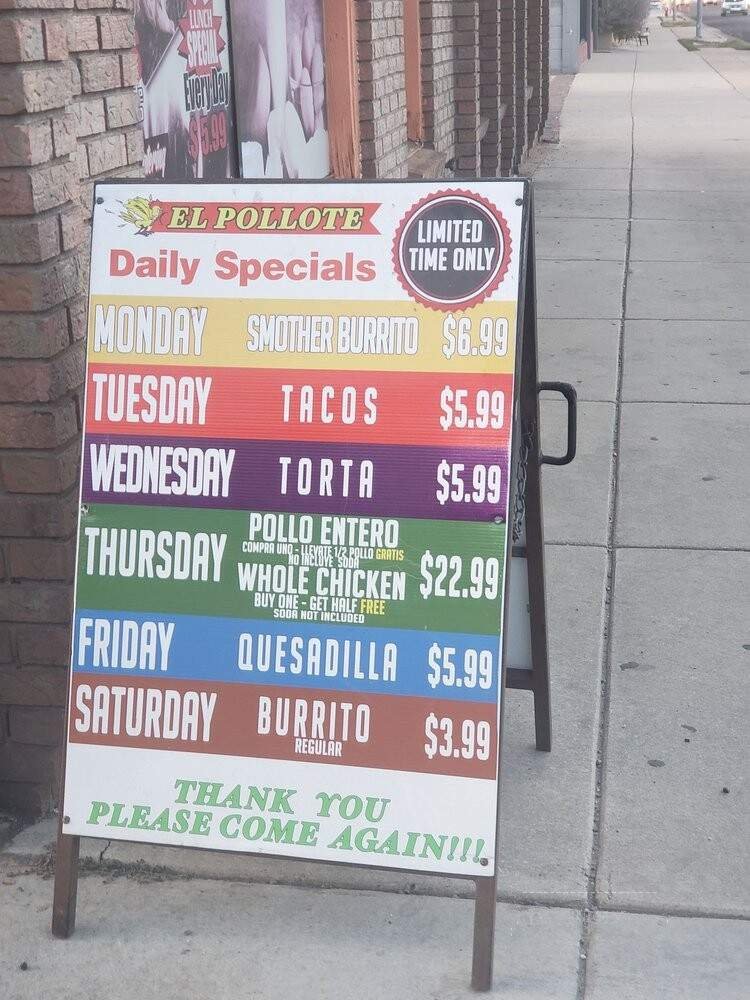 LUNCH
SPECIAL
Every Day
$5.99
EL POLLOTE
Daily Specials
LIMITED
TIME ONLY
MONDAY SMOTHER BURRITO $6.99
TUESDAY TACOS $5.99
WEDNESDAY TORTA $5.99
THURSDAY POLLO ENTERO
COMPRA UNO - LLEVATE 1/2 POLLO GRATIS
NO INCLUYE SODA
WHOLE CHICKEN $22.99
BUY ONE - GET HALF FREE
SODA NOT INCLUDED
FRIDAY QUESADILLA $5.99
SATURDAY BURRITO $3.99
REGULAR
THANK YOU
PLEASE COME AGAIN!!!